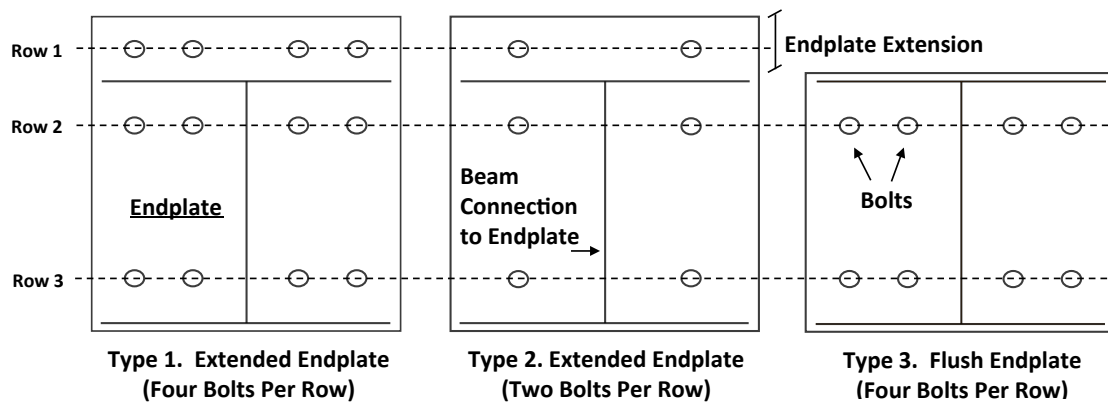 Row 1
Endplate Extension
Row 2
Endplate
Beam
Connection
to Endplate
Bolts
Row 3
Type 1.  Extended Endplate
(Four Bolts Per Row)
Type 2. Extended Endplate
(Two Bolts Per Row)
Type 3.  Flush Endplate
(Four Bolts Per Row)